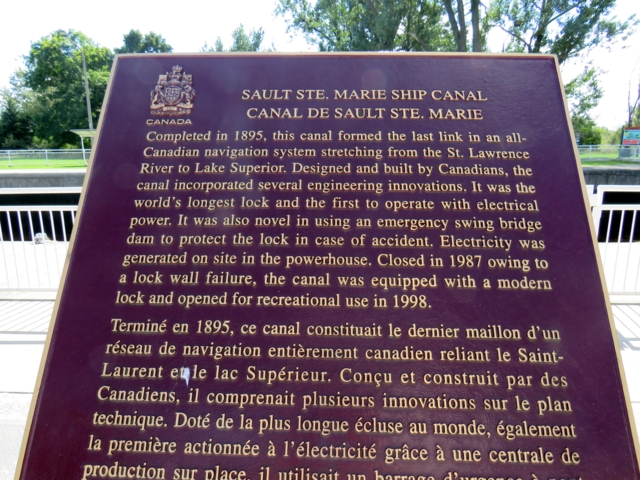 CANADA
SAULT STE. MARIE SHIP CANAL
CANAL DE SAULT STE. MARIE
Completed in 1895, this canal formed the last link in an all-
Canadian navigation system stretching from the St. Lawrence
River to Lake Superior. Designed and built by Canadians, the
canal incorporated several engineering innovations. It was the
world's longest lock and the first to operate with electrical
power. It was also novel in using an emergency swing bridge
dam to protect the lock in case of accident. Electricity was
generated on site in the powerhouse. Closed in 1987 owing to
a lock wall failure, the canal was equipped with a modern
lock and opened for recreational use in 1998.
Terminé en 1895, ce canal constituait le dernier maillon d'un
réseau de navigation entièrement canadien reliant le Saint-
Laurent et le lac Supérieur. Conçu et construit par des
Canadiens, il comprenait plusieurs innovations sur le plan
technique. Doté de la plus longue écluse au monde, également
la première actionnée à l'électricité grâce à une centrale de
production sur place, il utilisait un barrage d'urgence à pont